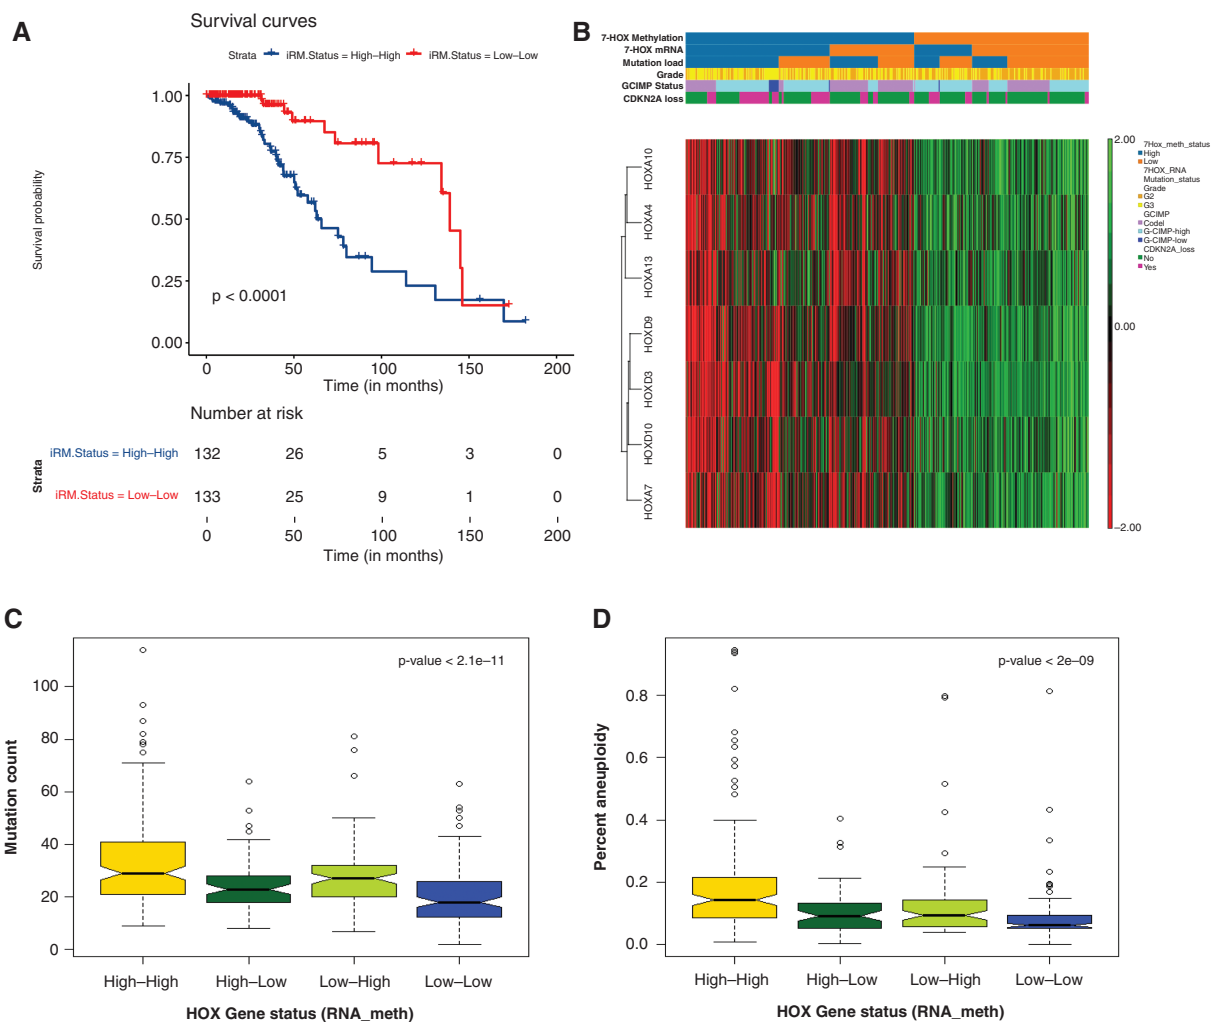 A
Survival curves
Strata iRM.Status = High–High iRM.Status = Low–Low
Survival probability
1.00
0.75
0.50
0.25
0.00
p < 0.0001
0 50 100 150 200
Time (in months)
Number at risk
Strata
iRM.Status = High–High 132 26 5 3 0
iRM.Status = Low–Low 133 25 9 1 0
0 50 100 150 200
Time (in months)
B
7-HOX Methylation
7-HOX mRNA
Mutation load
Grade
GCIMP Status
CDKN2A loss
HOXA10
HOXA4
HOXA13
HOXD9
HOXD3
HOXD10
HOXA7
2.00
0.00
–2.00
7Hox_meth_status
High
Low
7HOX_RNA
Mutation_status
Grade
G2
G3
GCIMP
Codel
G-CIMP-high
G-CIMP-low
CDKN2A_loss
No
Yes
C
p-value < 2.1e–11
Mutation count
100
80
60
40
20
0
High–High High–Low Low–High Low–Low
HOX Gene status (RNA_meth)
D
p-value < 2e–09
Percent aneuploidy
0.8
0.6
0.4
0.2
0.0
High–High High–Low Low–High Low–Low
HOX Gene status (RNA_meth)